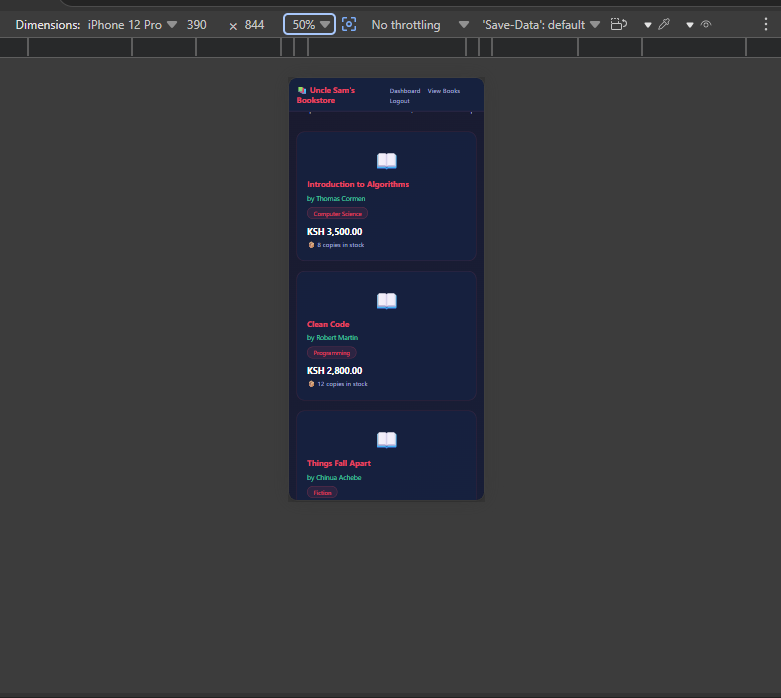 Dimensions: iPhone 12 Pro 390 × 844 50% No throttling 'Save-Data': default
Uncle Sam's Bookstore
Dashboard View Books
Logout
Introduction to Algorithms
by Thomas Cormen
Computer Science
KSH 3,500.00
8 copies in stock
Clean Code
by Robert Martin
Programming
KSH 2,800.00
12 copies in stock
Things Fall Apart
by Chinua Achebe
Fiction